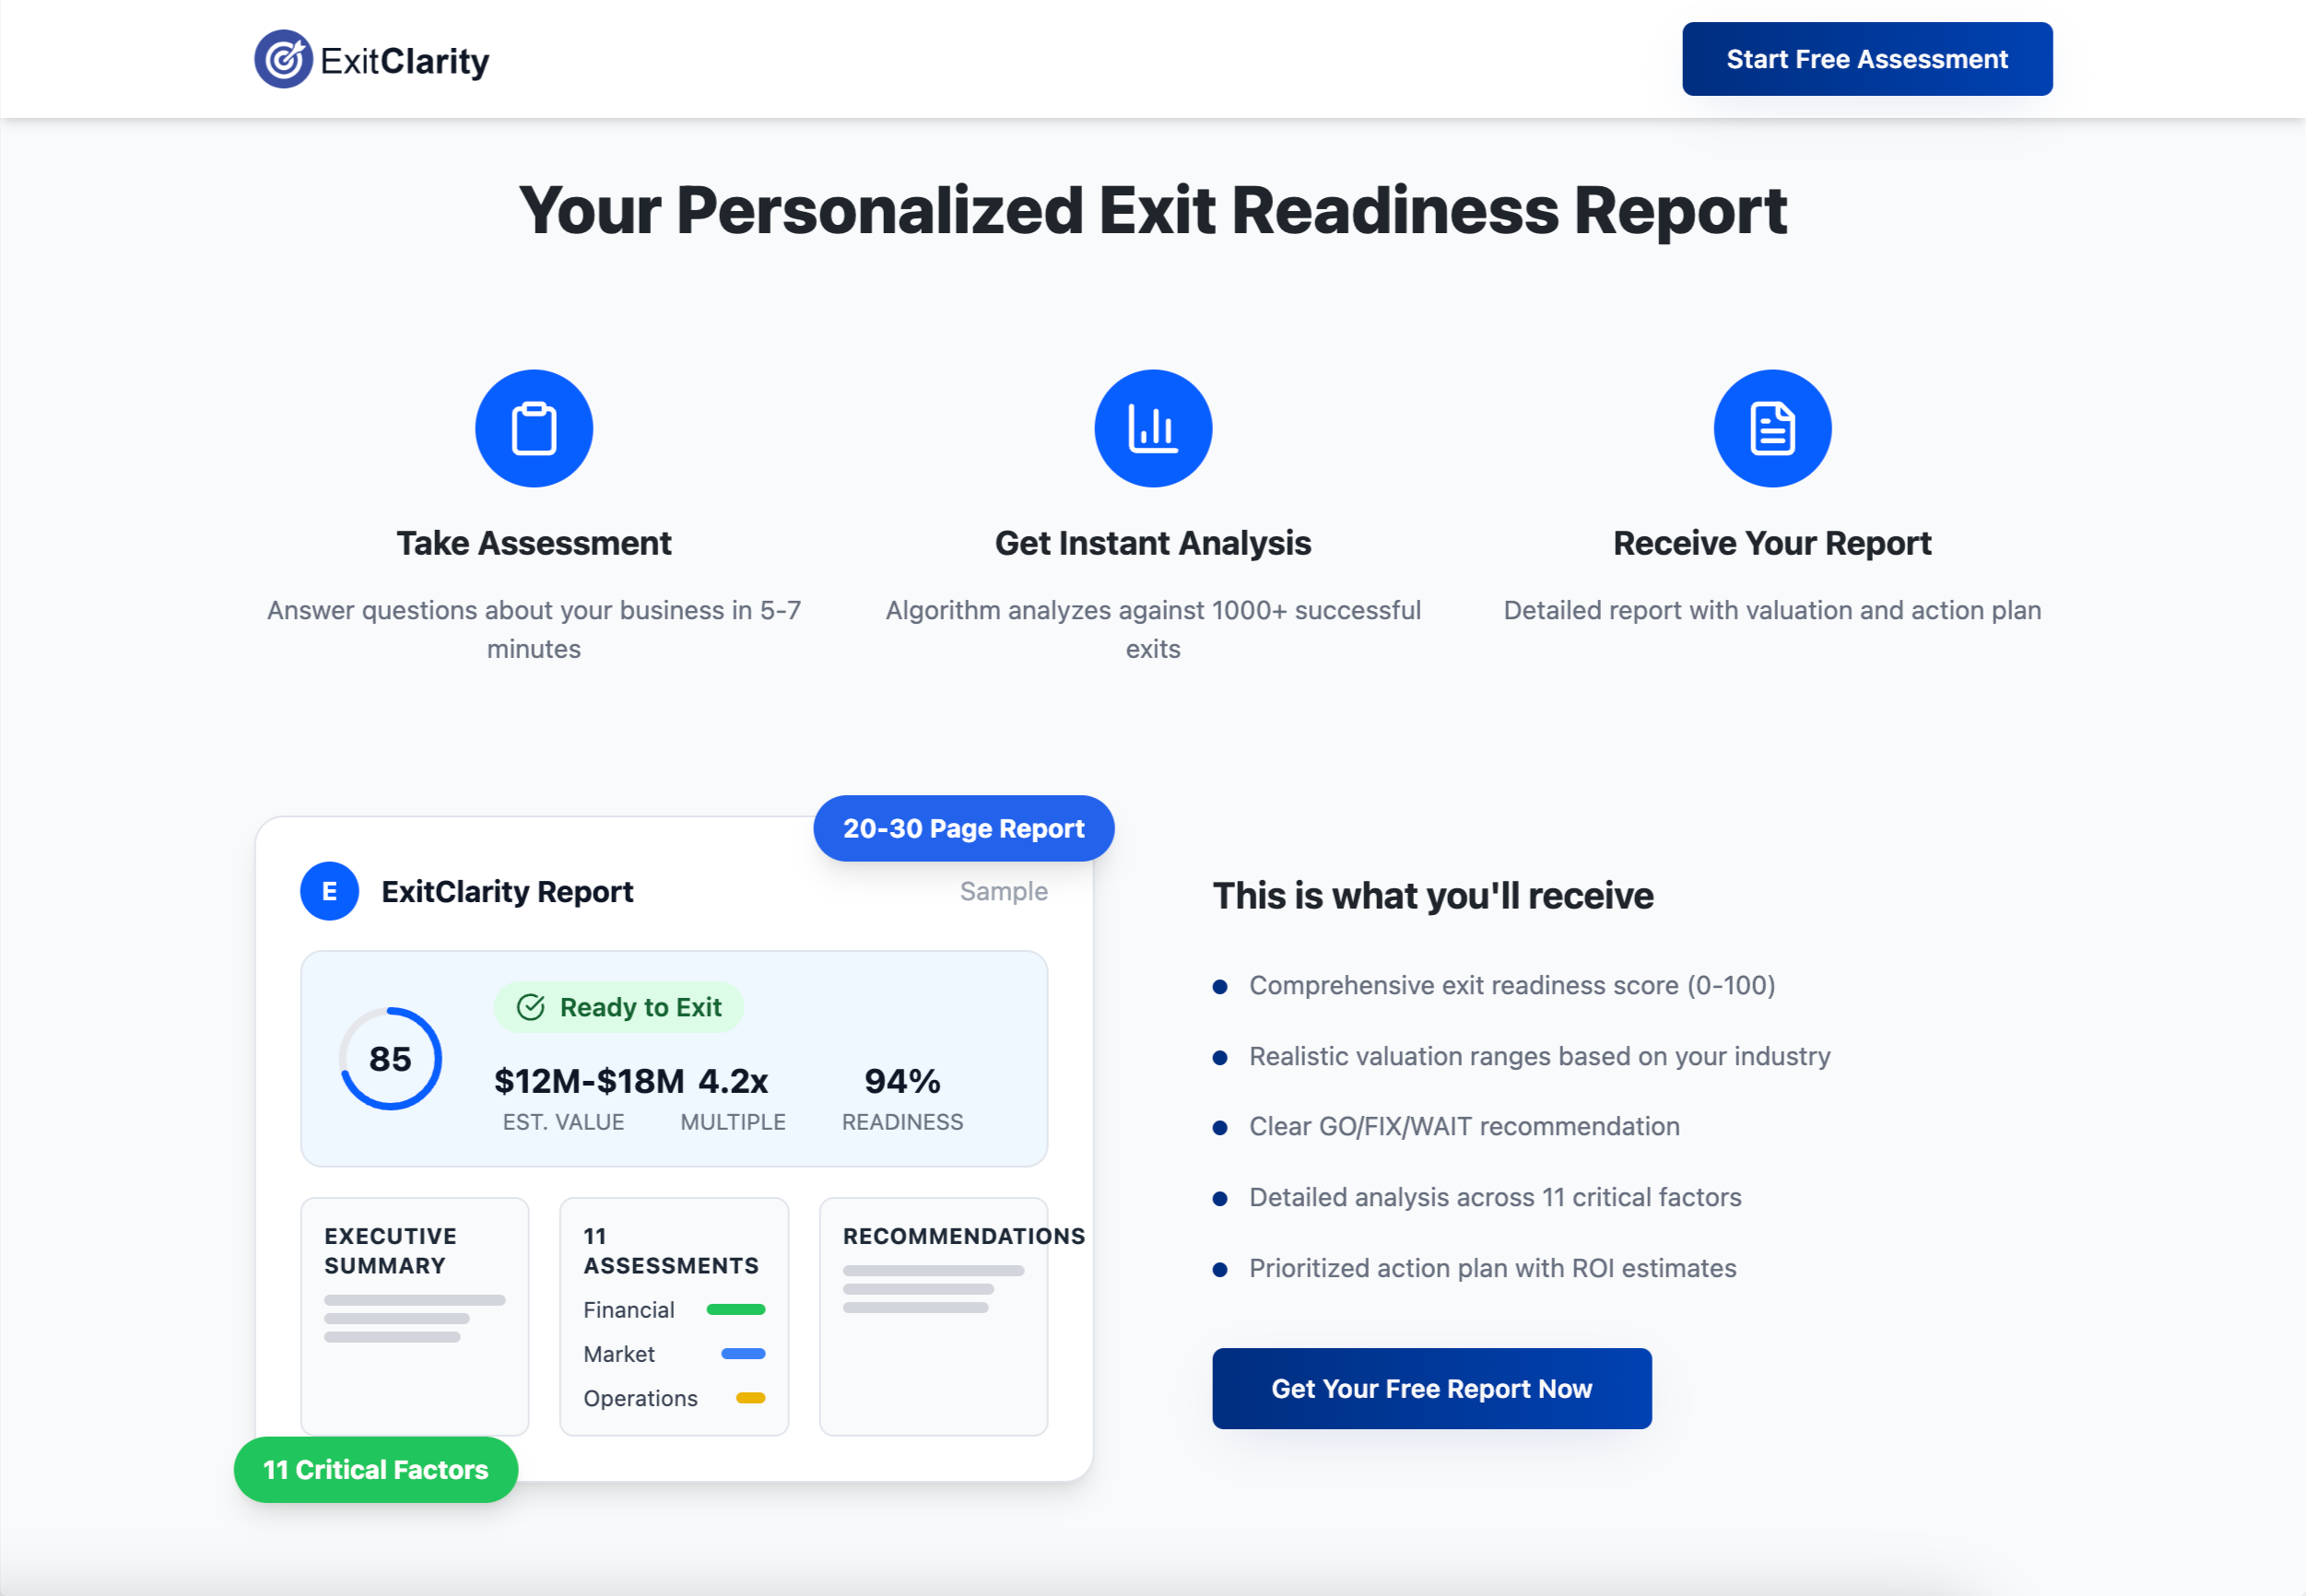 ExitClarity
Start Free Assessment
Your Personalized Exit Readiness Report
Take Assessment
Answer questions about your business in 5-7
minutes
Get Instant Analysis
Algorithm analyzes against 1000+ successful
exits
Receive Your Report
Detailed report with valuation and action plan
20-30 Page Report
E
ExitClarity Report
Sample
85
Ready to Exit
$12M-$18M
EST. VALUE
4.2x
MULTIPLE
94%
READINESS
EXECUTIVE
SUMMARY
11
ASSESSMENTS
Financial
Market
Operations
RECOMMENDATIONS
11 Critical Factors
This is what you'll receive
Comprehensive exit readiness score (0-100)
Realistic valuation ranges based on your industry
Clear GO/FIX/WAIT recommendation
Detailed analysis across 11 critical factors
Prioritized action plan with ROI estimates
Get Your Free Report Now